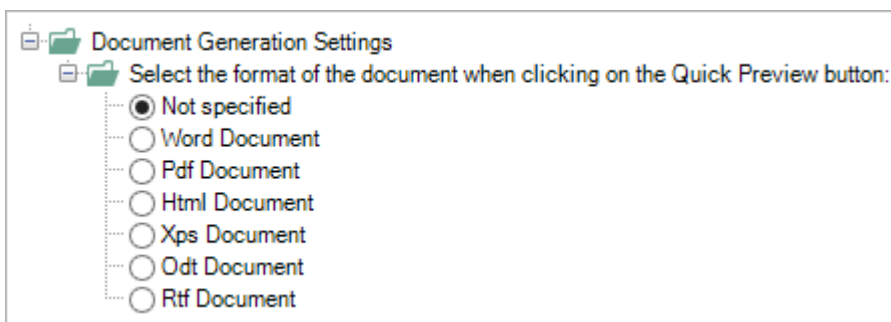 Document Generation Settings
Select the format of the document when clicking on the Quick Preview button:
Not specified
Word Document
Pdf Document
Html Document
Xps Document
Odt Document
Rtf Document